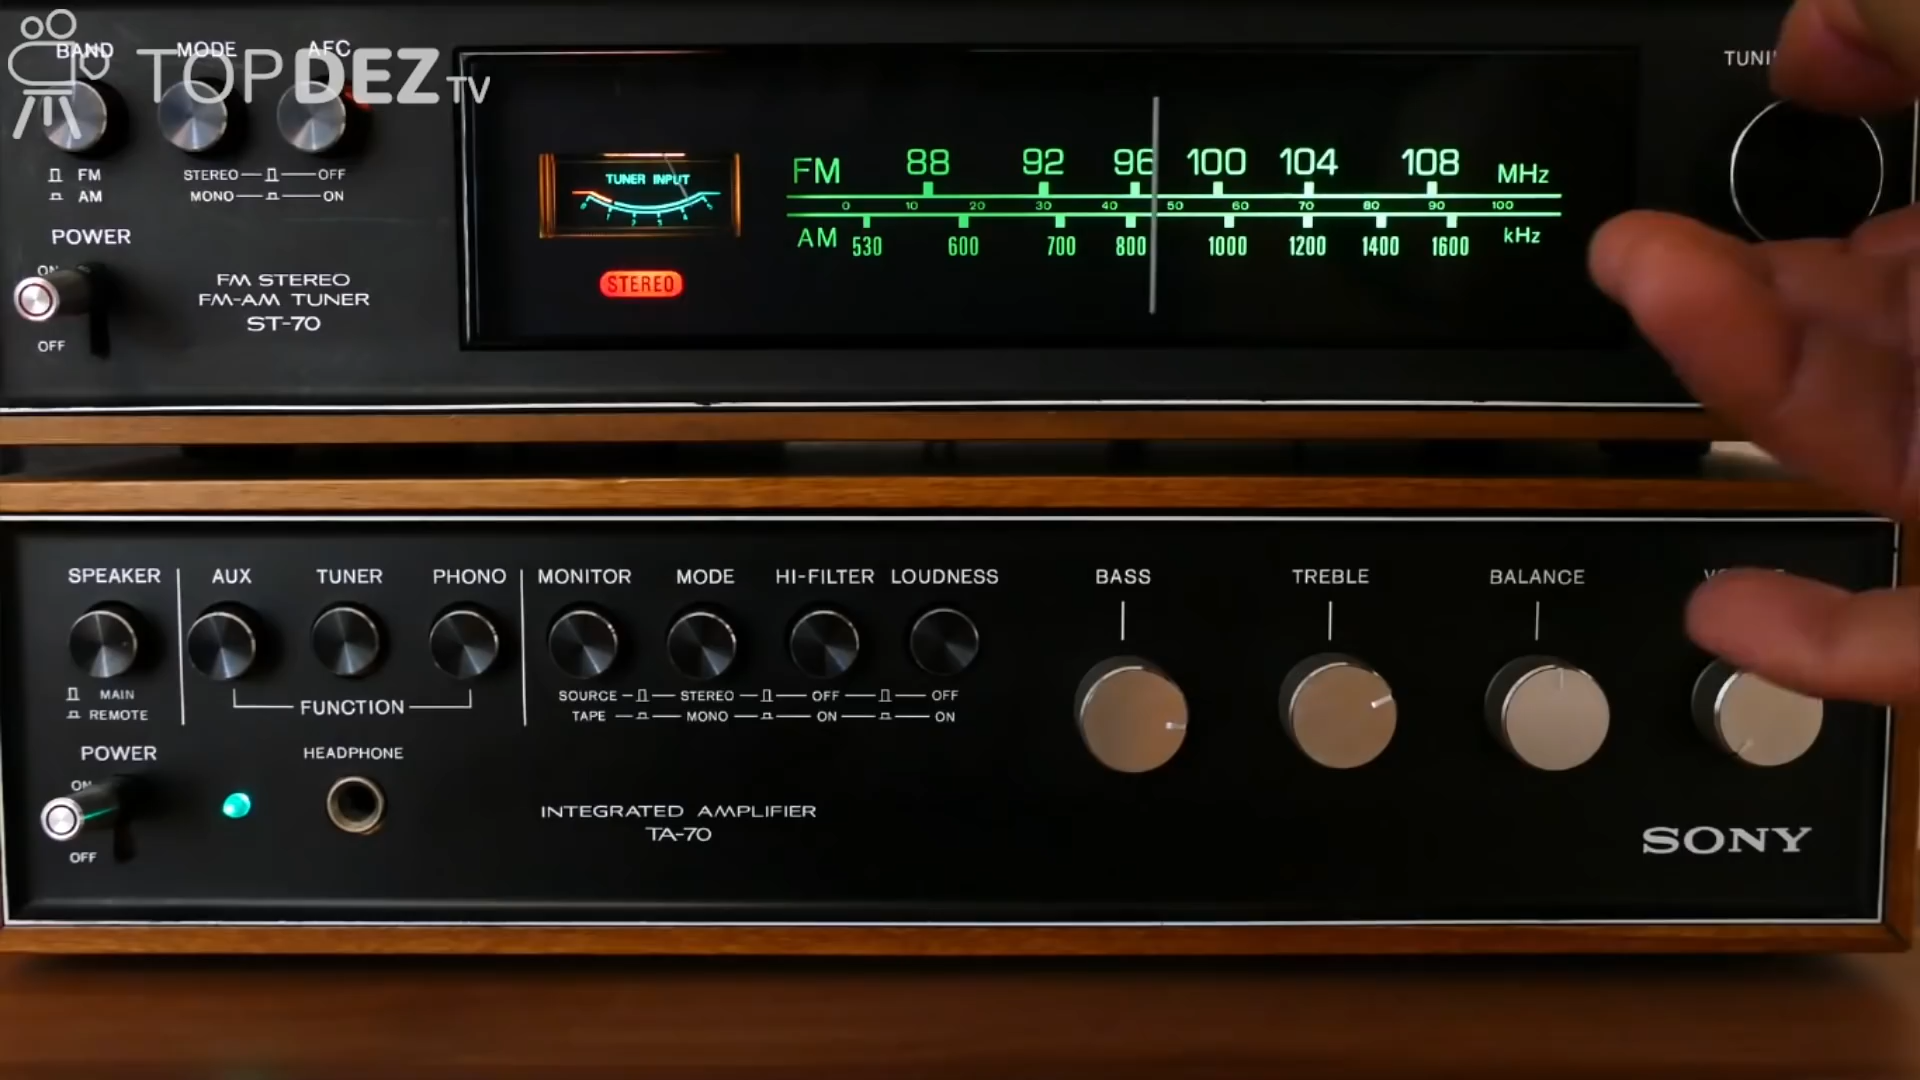 BAND MODE AFC
TOPDEZ TV
TUNI
FM
AM
STEREO OFF
MONO ON
POWER
ON
OFF
FM STEREO
FM-AM TUNER
ST-70
TUNER INPUT
STEREO
FM 88 92 96 100 104 108 MHz
0 10 20 30 40 50 60 70 80 90 100
AM 530 600 700 800 1000 1200 1400 1600 kHz
SPEAKER AUX TUNER PHONO MONITOR MODE HI-FILTER LOUDNESS BASS TREBLE BALANCE
MAIN
REMOTE
FUNCTION
SOURCE STEREO OFF OFF
TAPE MONO ON ON
POWER
ON
OFF
HEADPHONE
INTEGRATED AMPLIFIER
TA-70
SONY